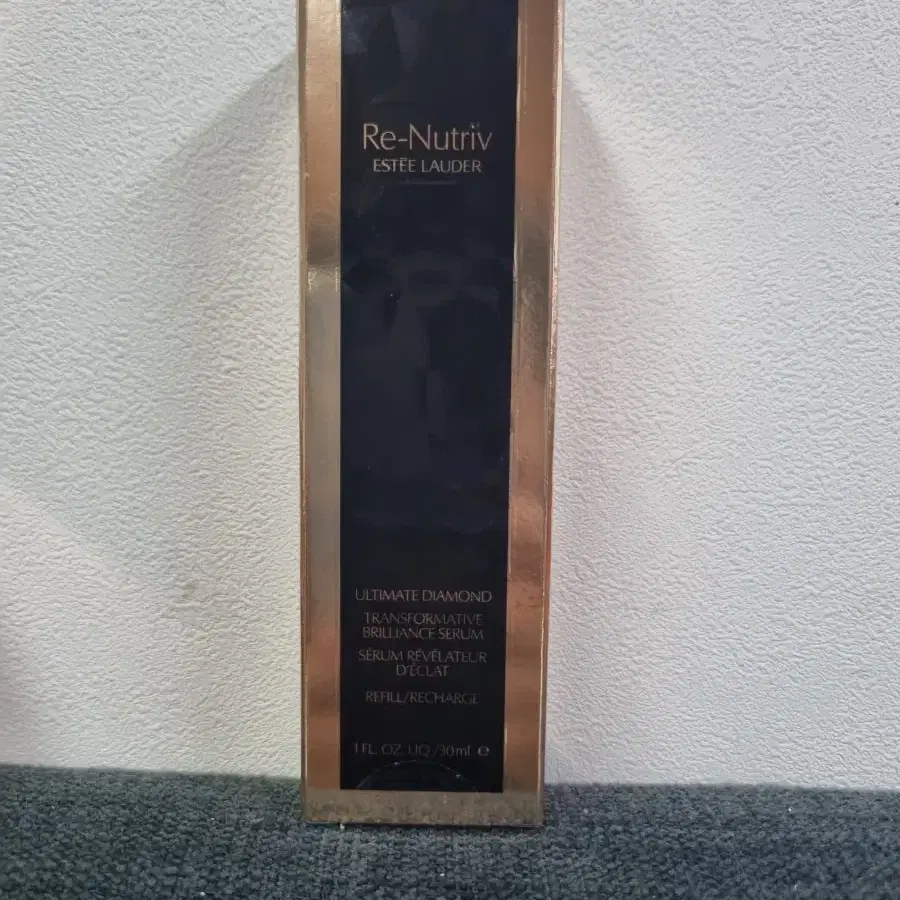 Re-Nutriv
ESTĒE LAUDER
ULTIMATE DIAMOND
TRANSFORMATIVE
BRILLIANCE SERUM
SÉRUM RÉVÉLATEUR
D'ÉCLAT
REFILL/RECHARGE
1 FL. OZ. LIQ./30 ml e